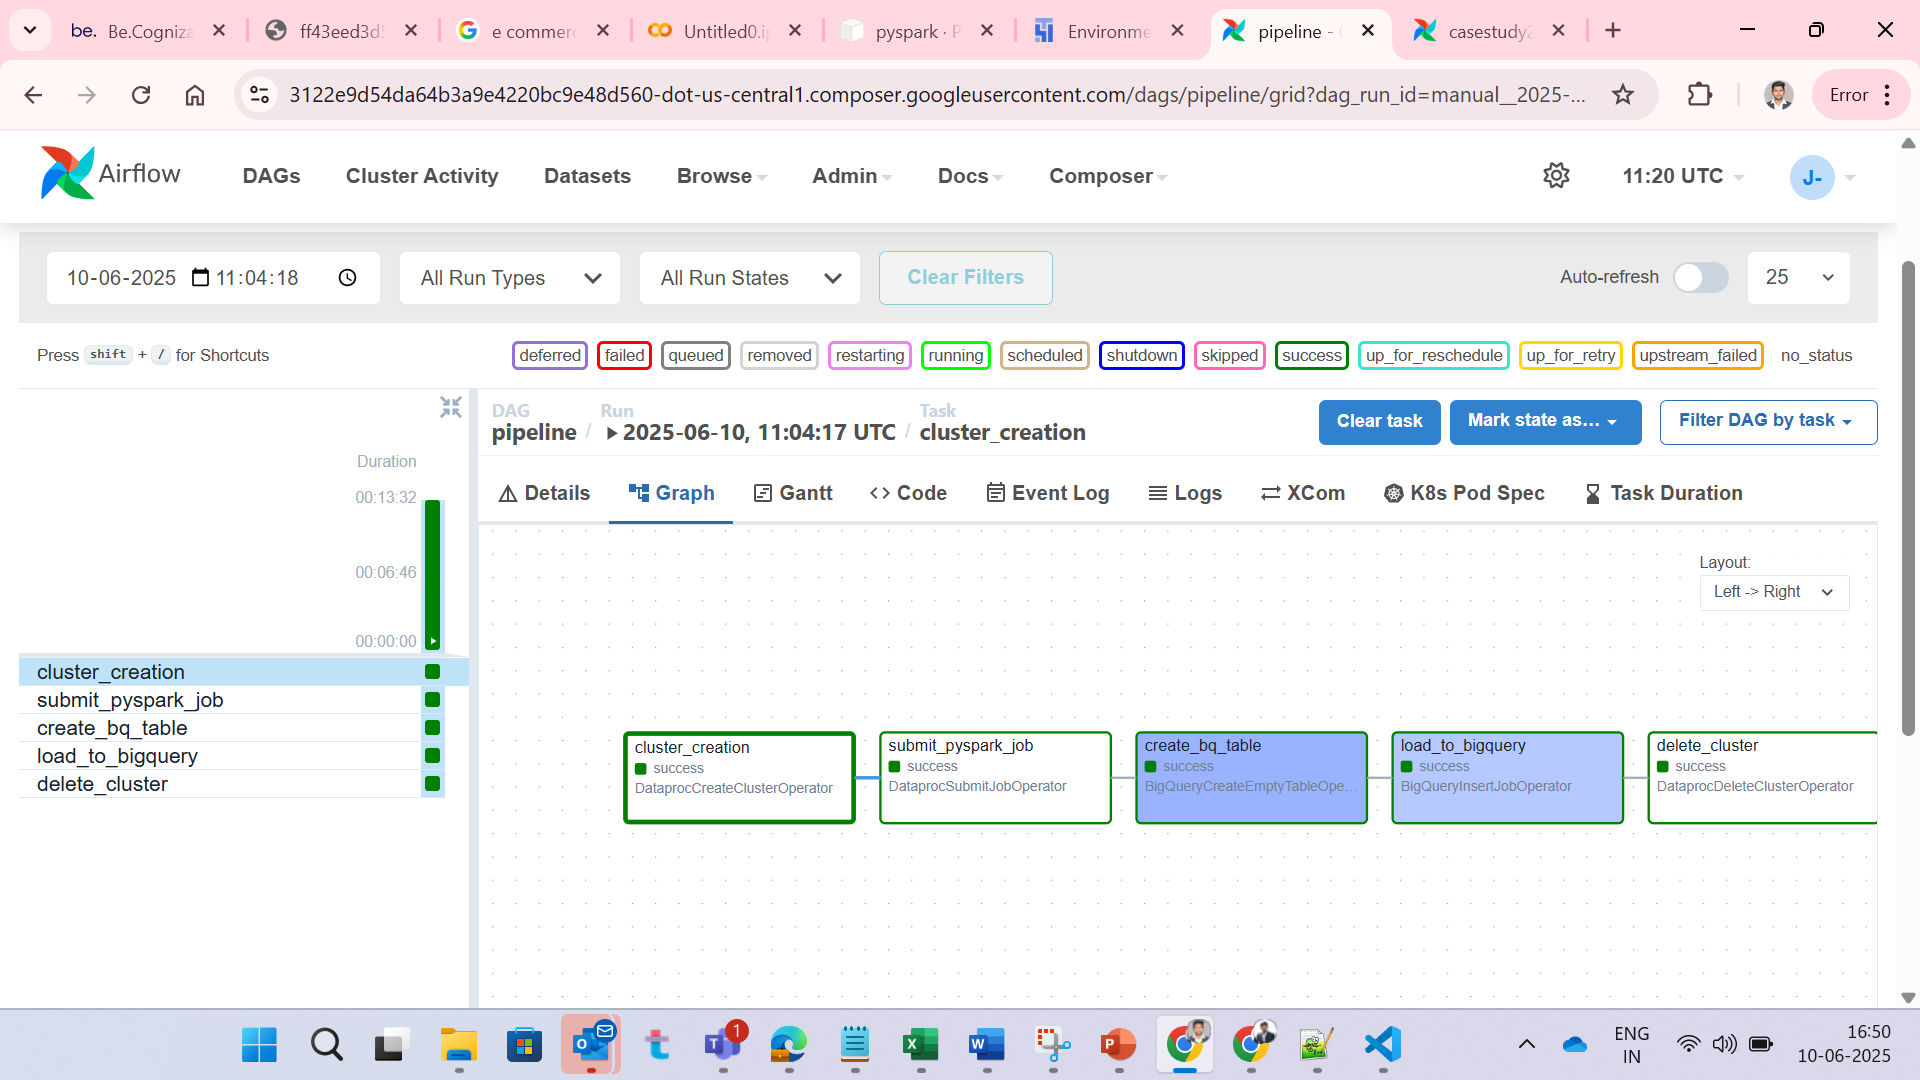 be. Be.Cogniza
ff43eed3d5
e commerc
Untitled0.i
pyspark · P
Environme
pipeline -
casestudy2
3122e9d54da64b3a9e4220bc9e48d560-dot-us-central1.composer.googleusercontent.com/dags/pipeline/grid?dag_run_id=manual__2025-...
Error
Airflow
DAGs
Cluster Activity
Datasets
Browse
Admin
Docs
Composer
11:20 UTC
J-
10-06-2025 11:04:18
All Run Types
All Run States
Clear Filters
Auto-refresh
25
Press shift + / for Shortcuts
deferred
failed
queued
removed
restarting
running
scheduled
shutdown
skipped
success
up_for_reschedule
up_for_retry
upstream_failed
no_status
DAG
pipeline /
Run
2025-06-10, 11:04:17 UTC /
Task
cluster_creation
Clear task
Mark state as...
Filter DAG by task
Duration
00:13:32
00:06:46
00:00:00
cluster_creation
submit_pyspark_job
create_bq_table
load_to_bigquery
delete_cluster
Details
Graph
Gantt
<> Code
Event Log
Logs
XCom
K8s Pod Spec
Task Duration
Layout:
Left -> Right
cluster_creation
success
DataprocCreateClusterOperator
submit_pyspark_job
success
DataprocSubmitJobOperator
create_bq_table
success
BigQueryCreateEmptyTableOpe...
load_to_bigquery
success
BigQueryInsertJobOperator
delete_cluster
success
DataprocDeleteClusterOperator
1
ENG
IN
16:50
10-06-2025